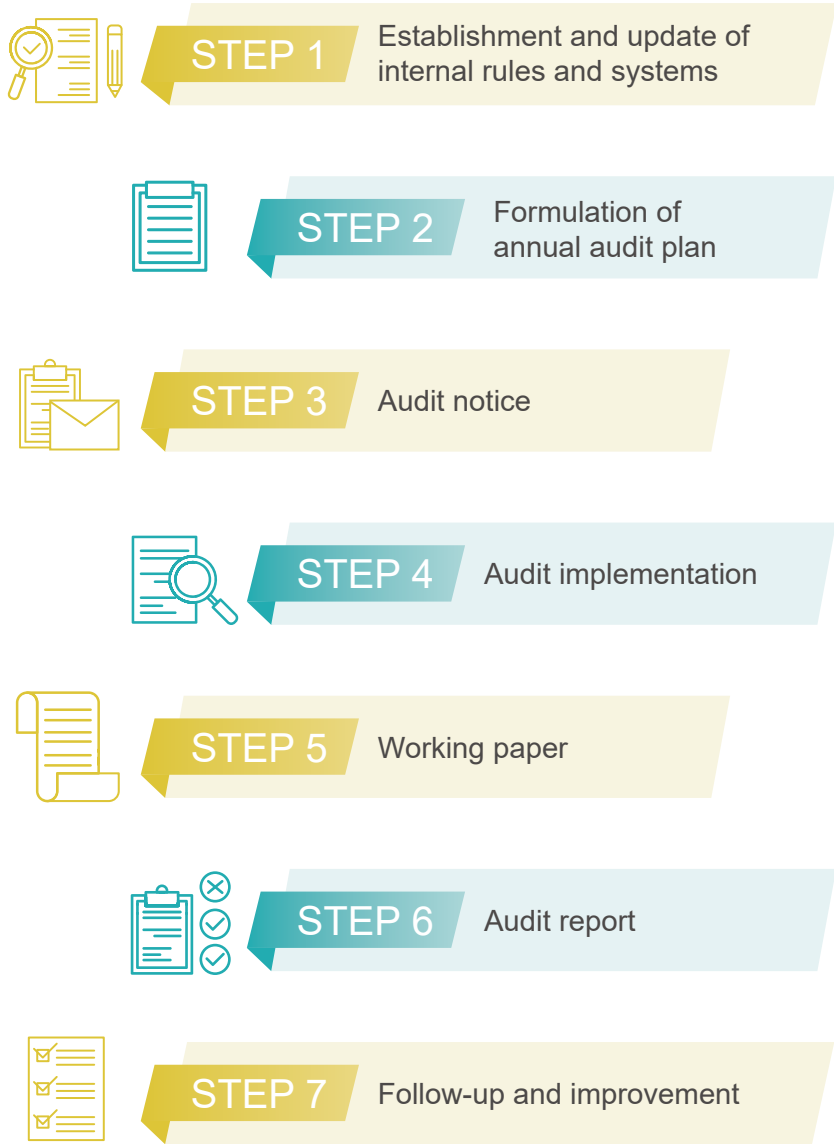 STEP 1
Establishment and update of
internal rules and systems
STEP 2
Formulation of
annual audit plan
STEP 3
Audit notice
STEP 4
Audit implementation
STEP 5
Working paper
STEP 6
Audit report
STEP 7
Follow-up and improvement